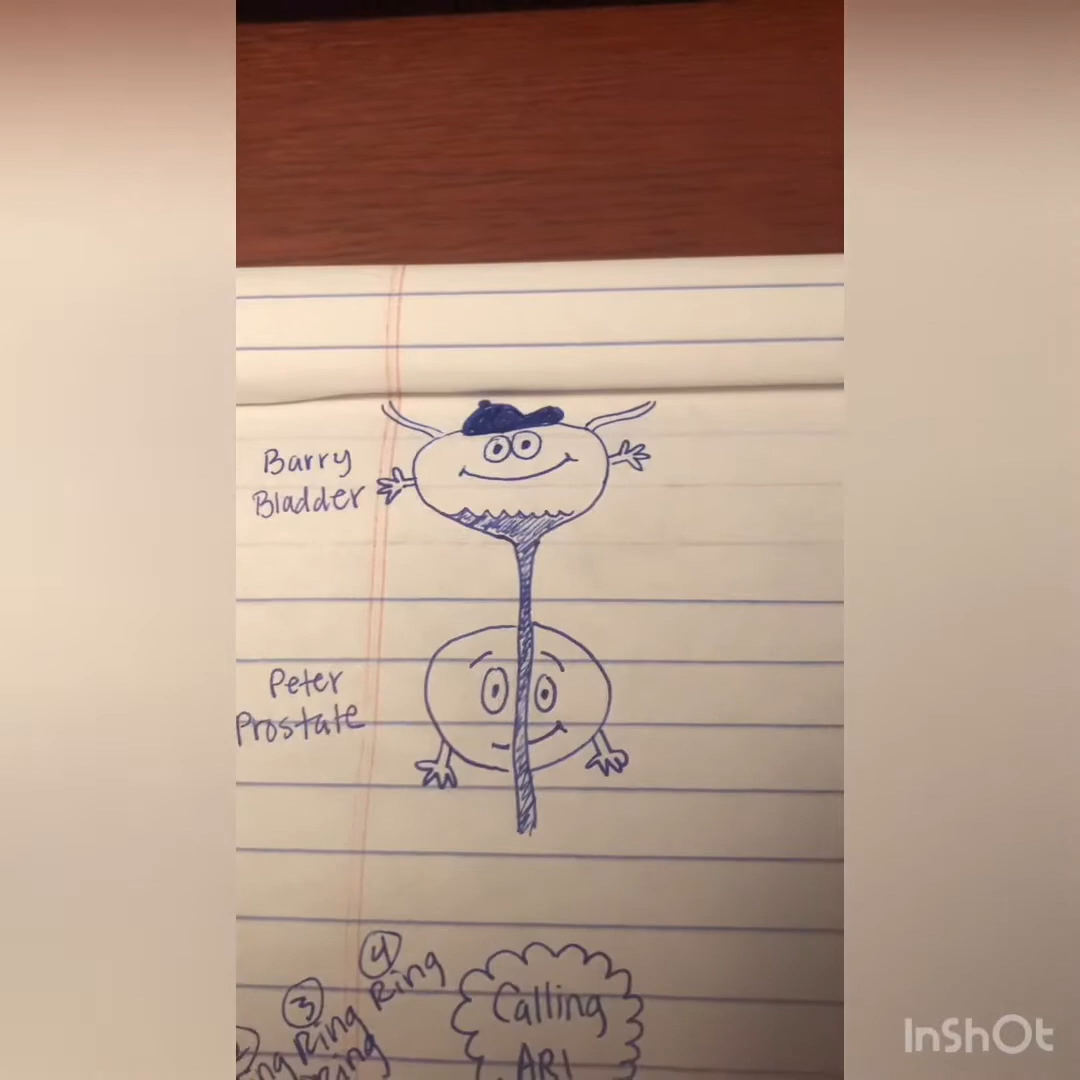 Barry
Bladder
Peter
Prostate
4
Ring
3
Ring
Calling
InShOt